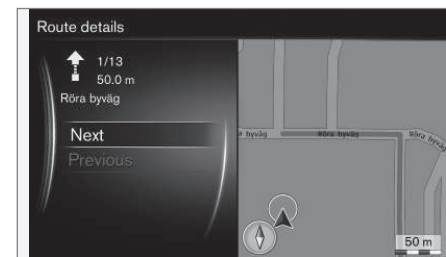 Route details
1/13
50.0 m
Röra byväg
Next
Previous
byväg
Röra byväg
Röra byväg
50 m